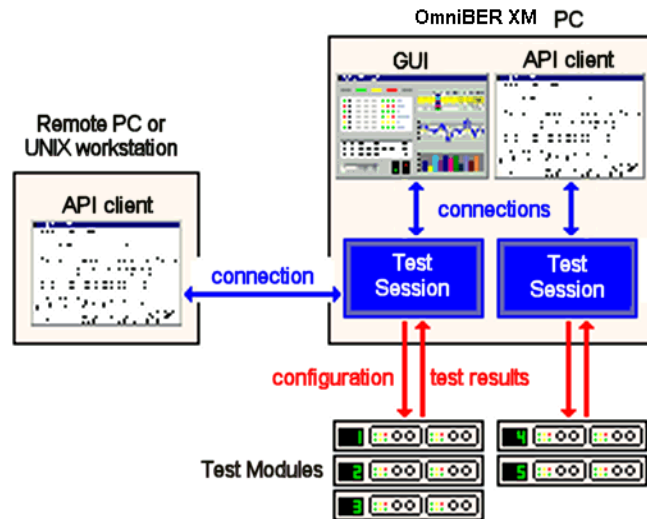 OmniBER XM PC
GUI
API client
Remote PC or
UNIX workstation
API client
connections
connection
Test
Session
Test
Session
configuration
test results
Test Modules
1
2
3
4
5